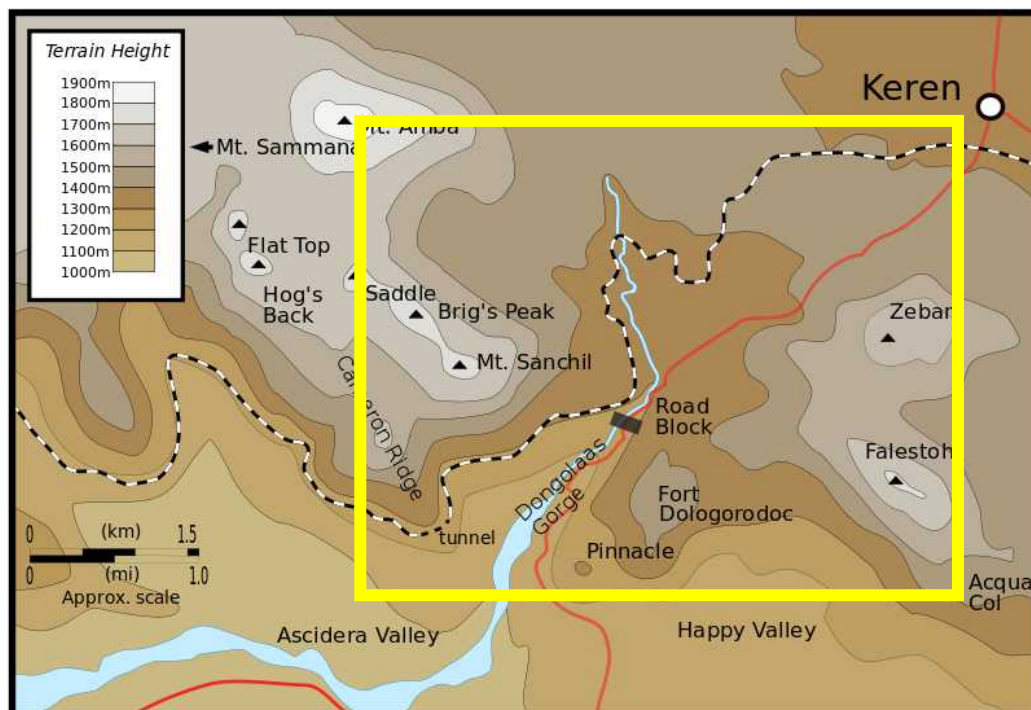 Terrain Height
1900m
1800m
1700m
1600m
1500m
1400m
1300m
1200m
1100m
1000m
Keren
Mt. Amba
Mt. Sammana
Flat Top
Hog's
Back
Saddle
Brig's Peak
Mt. Sanchil
Zeban
Cameron Ridge
Road
Block
Falestoh
Dongolaas
Gorge
Fort
Dologorodoc
tunnel
Pinnacle
0 (km) 1.5
0 (mi) 1.0
Approx. scale
Acqua
Col
Ascidera Valley
Happy Valley